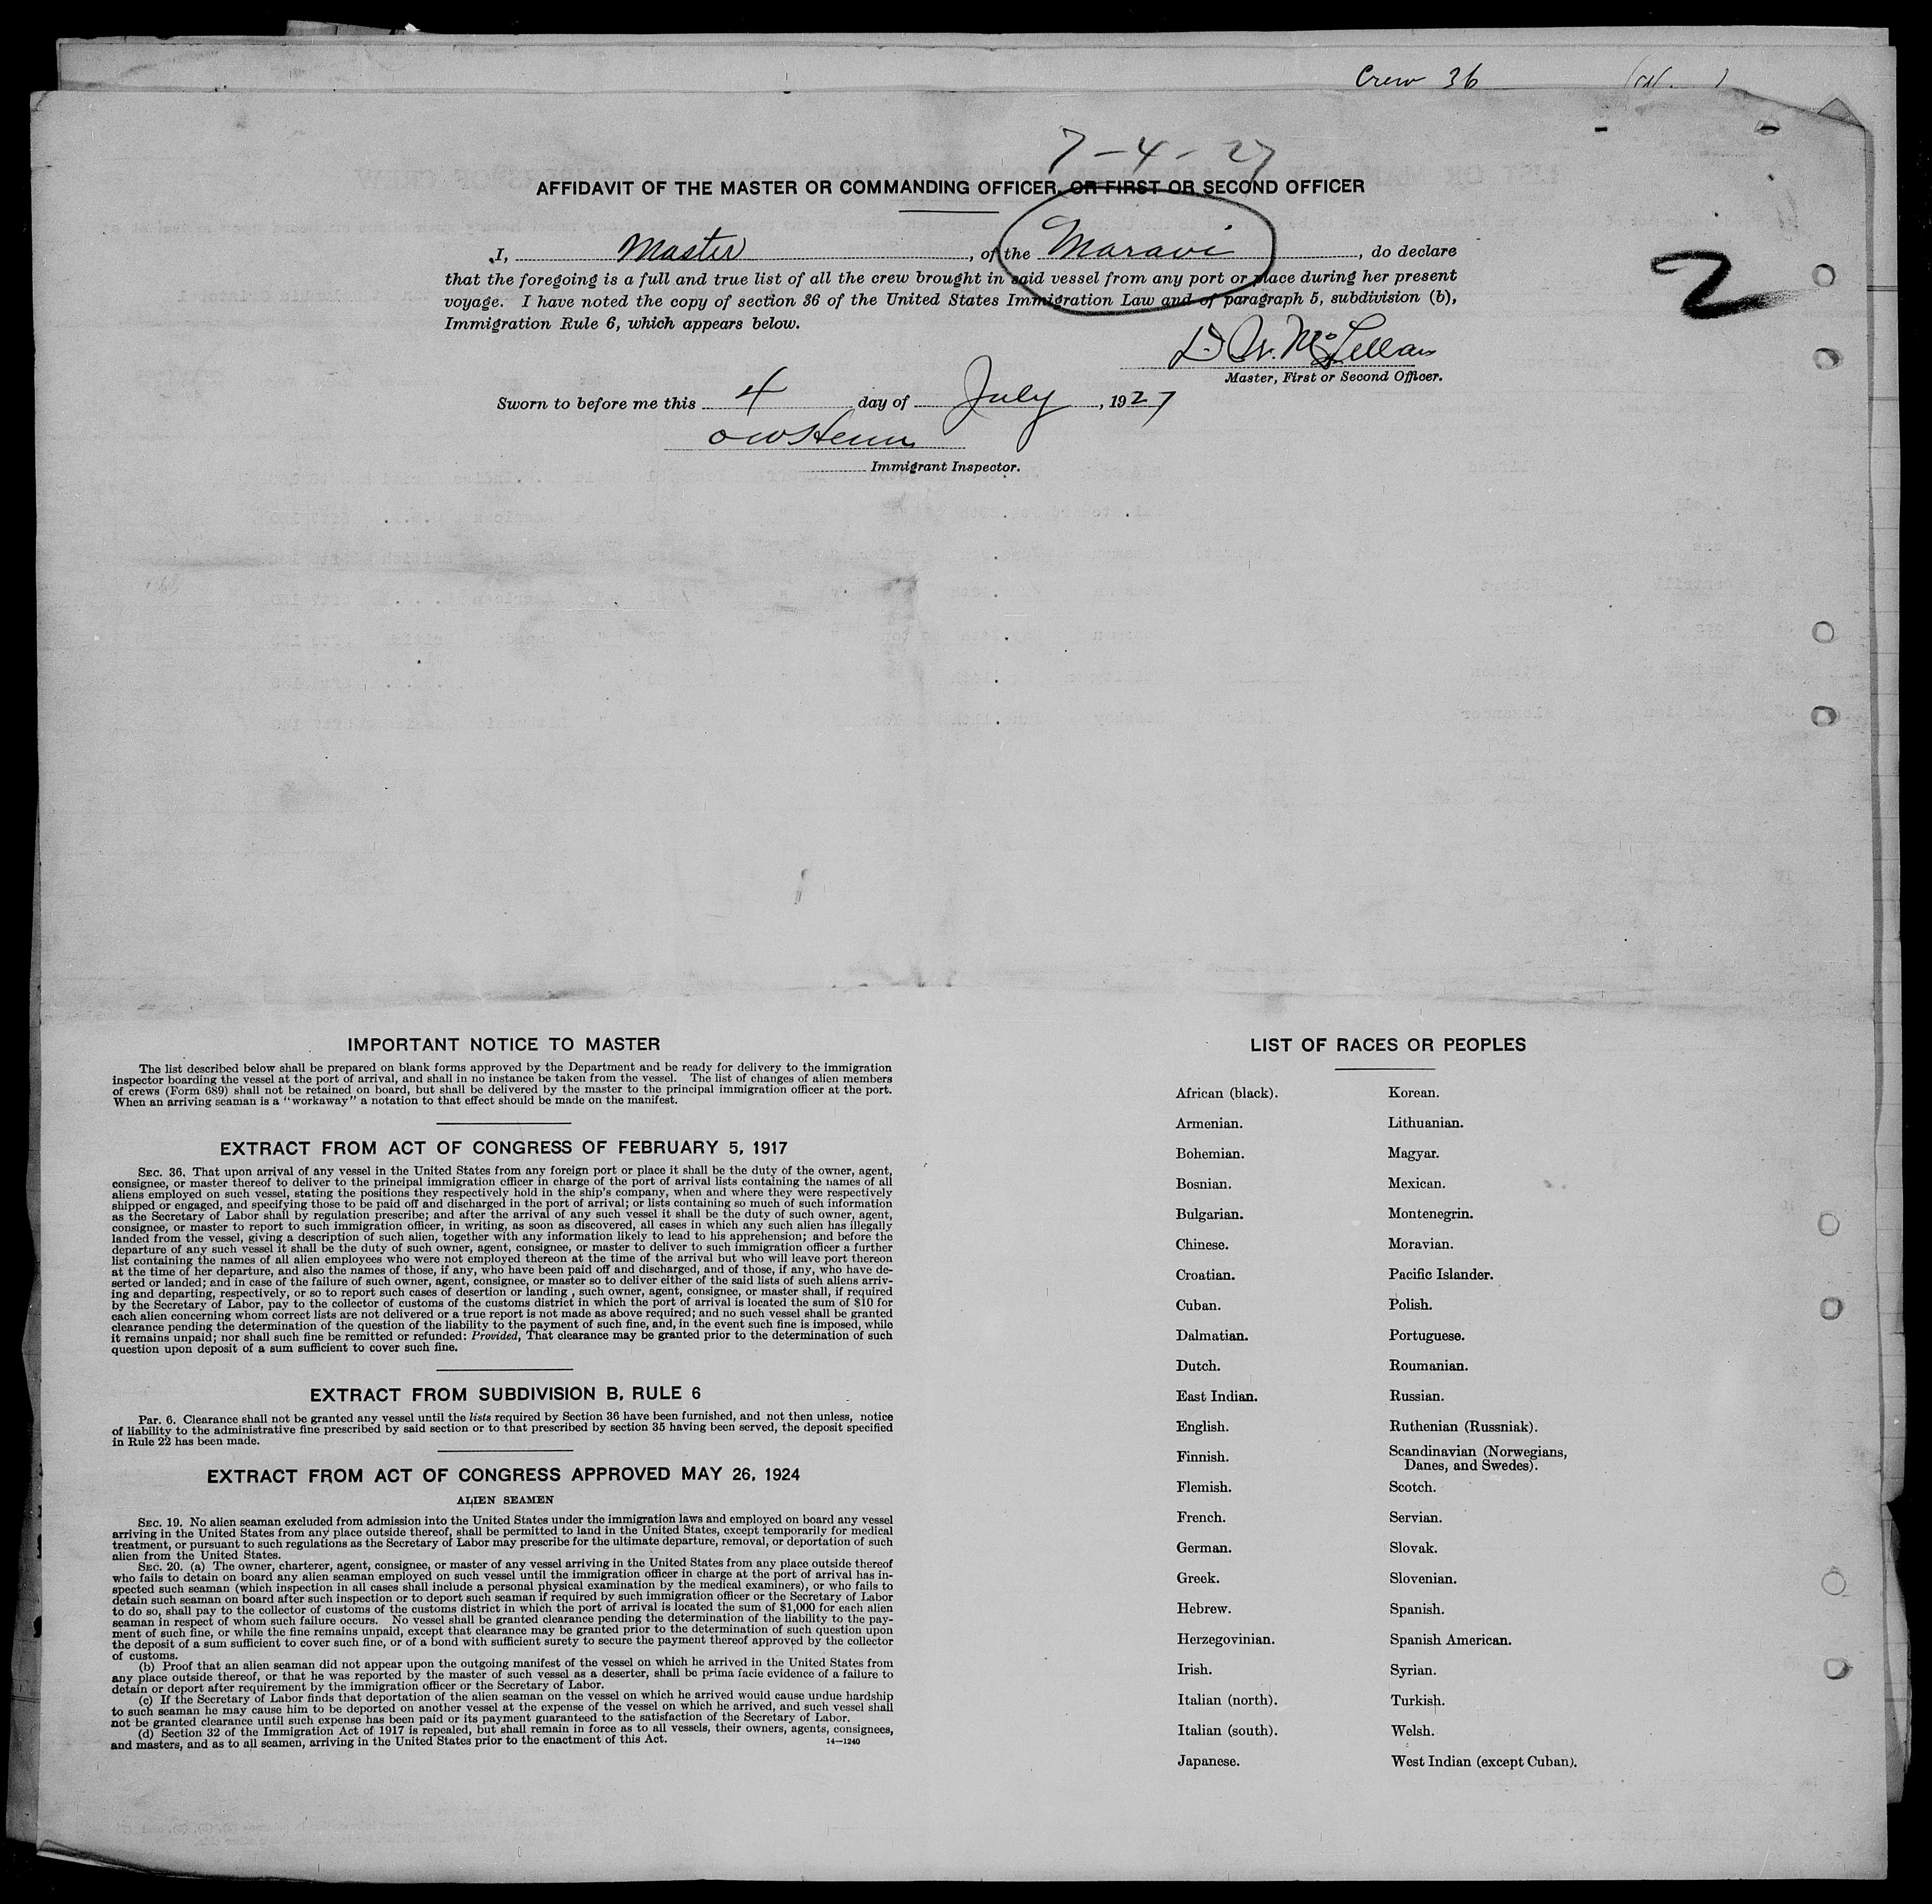 Crew 36
7-4-27
AFFIDAVIT OF THE MASTER OR COMMANDING OFFICER, OR FIRST OR SECOND OFFICER
I, Master, of the Maravi, do declare
that the foregoing is a full and true list of all the crew brought in said vessel from any port or place during her present
voyage. I have noted the copy of section 36 of the United States Immigration Law and of paragraph 5, subdivision (b),
Immigration Rule 6, which appears below.
2
D. W. McLellan
Master, First or Second Officer.
Sworn to before me this 4 day of July, 1927
Immigrant Inspector.
IMPORTANT NOTICE TO MASTER
The list described below shall be prepared on blank forms approved by the Department and be ready for delivery to the immigration
inspector boarding the vessel at the port of arrival, and shall in no instance be taken from the vessel. The list of changes of alien members
of crews (Form 689) shall not be retained on board, but shall be delivered by the master to the principal immigration officer at the port.
When an arriving seaman is a "workaway" a notation to that effect should be made on the manifest.
EXTRACT FROM ACT OF CONGRESS OF FEBRUARY 5, 1917
SEC. 36. That upon arrival of any vessel in the United States from any foreign port or place it shall be the duty of the owner, agent,
consignee, or master thereof to deliver to the principal immigration officer in charge of the port of arrival lists containing the names of all
aliens employed on such vessel, stating the positions they respectively hold in the ship's company, when and where they were respectively
shipped or engaged, and specifying those to be paid off and discharged in the port of arrival; or lists containing so much of such information
as the Secretary of Labor shall by regulation prescribe; and after the arrival of any such vessel it shall be the duty of such owner, agent,
consignee, or master to report to such immigration officer, in writing, as soon as discovered, all cases in which any such alien has illegally
landed from the vessel, giving a description of such alien, together with any information likely to lead to his apprehension; and before the
departure of any such vessel it shall be the duty of such owner, agent, consignee, or master to deliver to such immigration officer a further
list containing the names of all alien employees who were not employed thereon at the time of the arrival but who will leave port thereon
at the time of her departure, and also the names of those, if any, who have been paid off and discharged, and of those, if any, who have de-
serted or landed; and in case of the failure of such owner, agent, consignee, or master so to deliver either of the said lists of such aliens arriv-
ing and departing, respectively, or so to report such cases of desertion or landing , such owner, agent, consignee, or master shall, if required
by the Secretary of Labor, pay to the collector of customs of the customs district in which the port of arrival is located the sum of $10 for
each alien concerning whom correct lists are not delivered or a true report is not made as above required; and no such vessel shall be granted
clearance pending the determination of the question of the liability to the payment of such fine, and, in the event such fine is imposed, while
it remains unpaid; nor shall such fine be remitted or refunded: Provided, That clearance may be granted prior to the determination of such
question upon deposit of a sum sufficient to cover such fine.
EXTRACT FROM SUBDIVISION B, RULE 6
Par. 6. Clearance shall not be granted any vessel until the lists required by Section 36 have been furnished, and not then unless, notice
of liability to the administrative fine prescribed by said section or to that prescribed by section 35 having been served, the deposit specified
in Rule 22 has been made.
EXTRACT FROM ACT OF CONGRESS APPROVED MAY 26, 1924
ALIEN SEAMEN
SEC. 19. No alien seaman excluded from admission into the United States under the immigration laws and employed on board any vessel
arriving in the United States from any place outside thereof, shall be permitted to land in the United States, except temporarily for medical
treatment, or pursuant to such regulations as the Secretary of Labor may prescribe for the ultimate departure, removal, or deportation of such
alien from the United States.
SEC. 20. (a) The owner, charterer, agent, consignee, or master of any vessel arriving in the United States from any place outside thereof
who fails to detain on board any alien seaman employed on such vessel until the immigration officer in charge at the port of arrival has in-
spected such seaman (which inspection in all cases shall include a personal physical examination by the medical examiners), or who fails to
detain such seaman on board after such inspection or to deport such seaman if required by such immigration officer or the Secretary of Labor
to do so, shall pay to the collector of customs of the customs district in which the port of arrival is located the sum of $1,000 for each alien
seaman in respect of whom such failure occurs. No vessel shall be granted clearance pending the determination of the liability to the pay-
ment of such fine, or while the fine remains unpaid, except that clearance may be granted prior to the determination of such question upon
the deposit of a sum sufficient to cover such fine, or of a bond with sufficient surety to secure the payment thereof approved by the collector
of customs.
(b) Proof that an alien seaman did not appear upon the outgoing manifest of the vessel on which he arrived in the United States from
any place outside thereof, or that he was reported by the master of such vessel as a deserter, shall be prima facie evidence of a failure to
detain or deport after requirement by the immigration officer or the Secretary of Labor.
(c) If the Secretary of Labor finds that deportation of the alien seaman on the vessel on which he arrived would cause undue hardship
to such seaman he may cause him to be deported on another vessel at the expense of the vessel on which he arrived, and such vessel shall
not be granted clearance until such expense has been paid or its payment guaranteed to the satisfaction of the Secretary of Labor.
(d) Section 32 of the Immigration Act of 1917 is repealed, but shall remain in force as to all vessels, their owners, agents, consignees,
and masters, and as to all seamen, arriving in the United States prior to the enactment of this Act.
14—1240
LIST OF RACES OR PEOPLES
African (black).
Armenian.
Bohemian.
Bosnian.
Bulgarian.
Chinese.
Croatian.
Cuban.
Dalmatian.
Dutch.
East Indian.
English.
Finnish.
Flemish.
French.
German.
Greek.
Hebrew.
Herzegovinian.
Irish.
Italian (north).
Italian (south).
Japanese.
Korean.
Lithuanian.
Magyar.
Mexican.
Montenegrin.
Moravian.
Pacific Islander.
Polish.
Portuguese.
Roumanian.
Russian.
Ruthenian (Russniak).
Scandinavian (Norwegians,
Danes, and Swedes).
Scotch.
Servian.
Slovak.
Slovenian.
Spanish.
Spanish American.
Syrian.
Turkish.
Welsh.
West Indian (except Cuban).